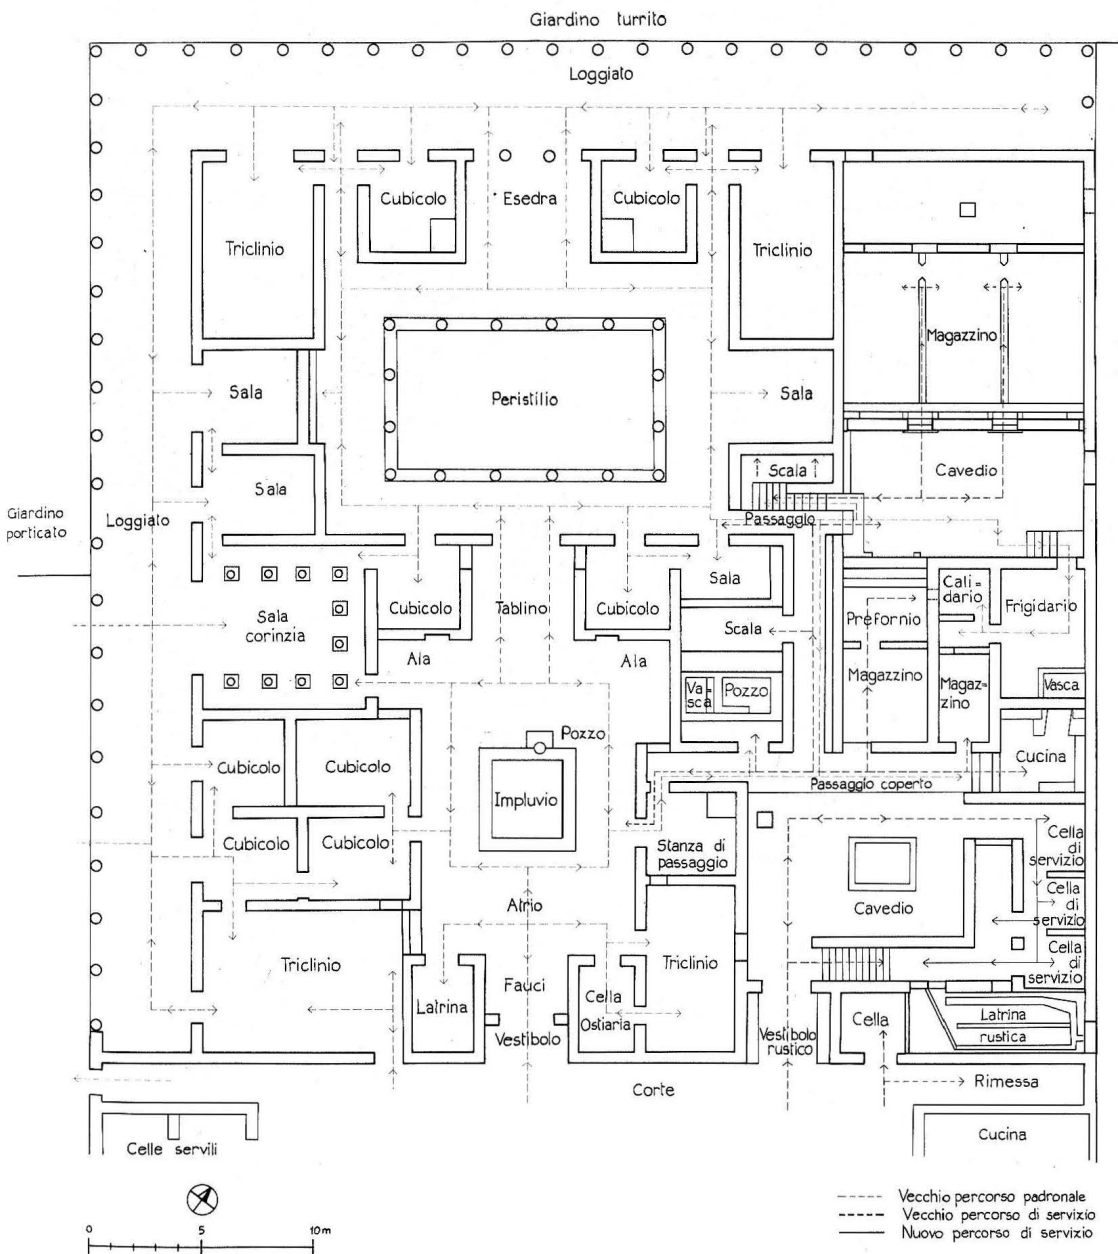 Giardino turrito
Loggiato
Cubicolo
Esedra
Cubicolo
Triclinio
Triclinio
Magazzino
Sala
Peristilio
Sala
Scala
Cavedio
Sala
Giardino
porticato
Loggiato
Passaggio
Sala
Cali=
dario
Cubicolo
Tablino
Cubicolo
Frigidario
Sala
corinzia
Scala
Prefornio
Ala
Ala
Magazzino
Magaz=
zino
Vasca
Va=
sca
Pozzo
Pozzo
Cubicolo
Cubicolo
Cucina
Impluvio
Passaggio coperto
Cubicolo
Cubicolo
Stanza di
passaggio
Cella
di
servizio
Cella
di
servizio
Cella
di
servizio
Atrio
Cavedio
Triclinio
Triclinio
Latrina
Fauci
Cella
Ostiaria
Vestibolo
Vestibolo
rustico
Cella
Latrina
rustica
Corte
Rimessa
Celle servili
Cucina
0 5 10m
Vecchio percorso padronale
Vecchio percorso di servizio
Nuovo percorso di servizio